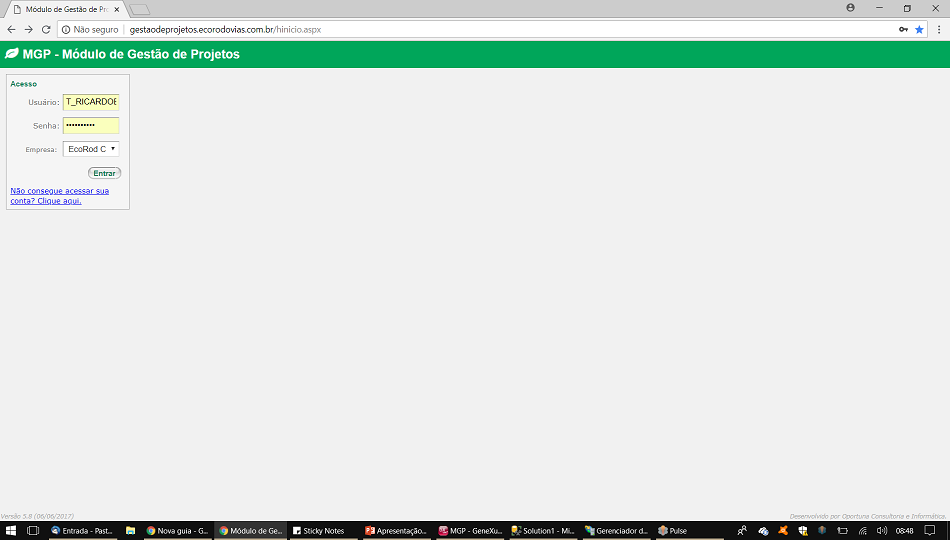 Módulo de Gestão de Pro
Não seguro
gestaodeprojetos.ecorodovias.com.br/hinicio.aspx
MGP - Módulo de Gestão de Projetos
Acesso
Usuário: T_RICARDOE
Senha: ••••••••••
Empresa: EcoRod C
Entrar
Não consegue acessar sua
conta? Clique aqui.
Versão 5.8 (06/06/2017)
Desenvolvido por Oportuna Consultoria e Informática.
Entrada - Past...
Nova guia - G...
Módulo de Ge...
Sticky Notes
Apresentação...
MGP - GeneXu...
Solution1 - Mi...
Gerenciador d...
Pulse
08:48